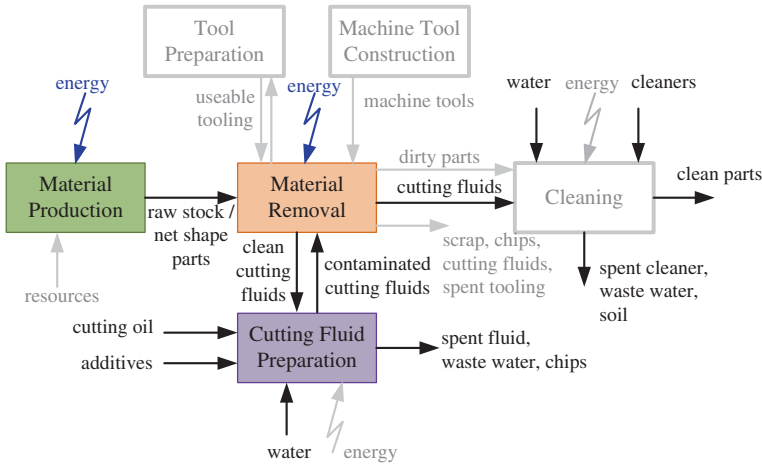 Tool
Preparation
Machine Tool
Construction
energy
useable
tooling
energy
machine tools
water
energy
cleaners
Material
Production
raw stock /
net shape
parts
Material
Removal
dirty parts
cutting fluids
Cleaning
clean parts
resources
clean
cutting
fluids
contaminated
cutting fluids
scrap, chips,
cutting fluids,
spent tooling
spent cleaner,
waste water,
soil
cutting oil
additives
Cutting Fluid
Preparation
spent fluid,
waste water, chips
water
energy